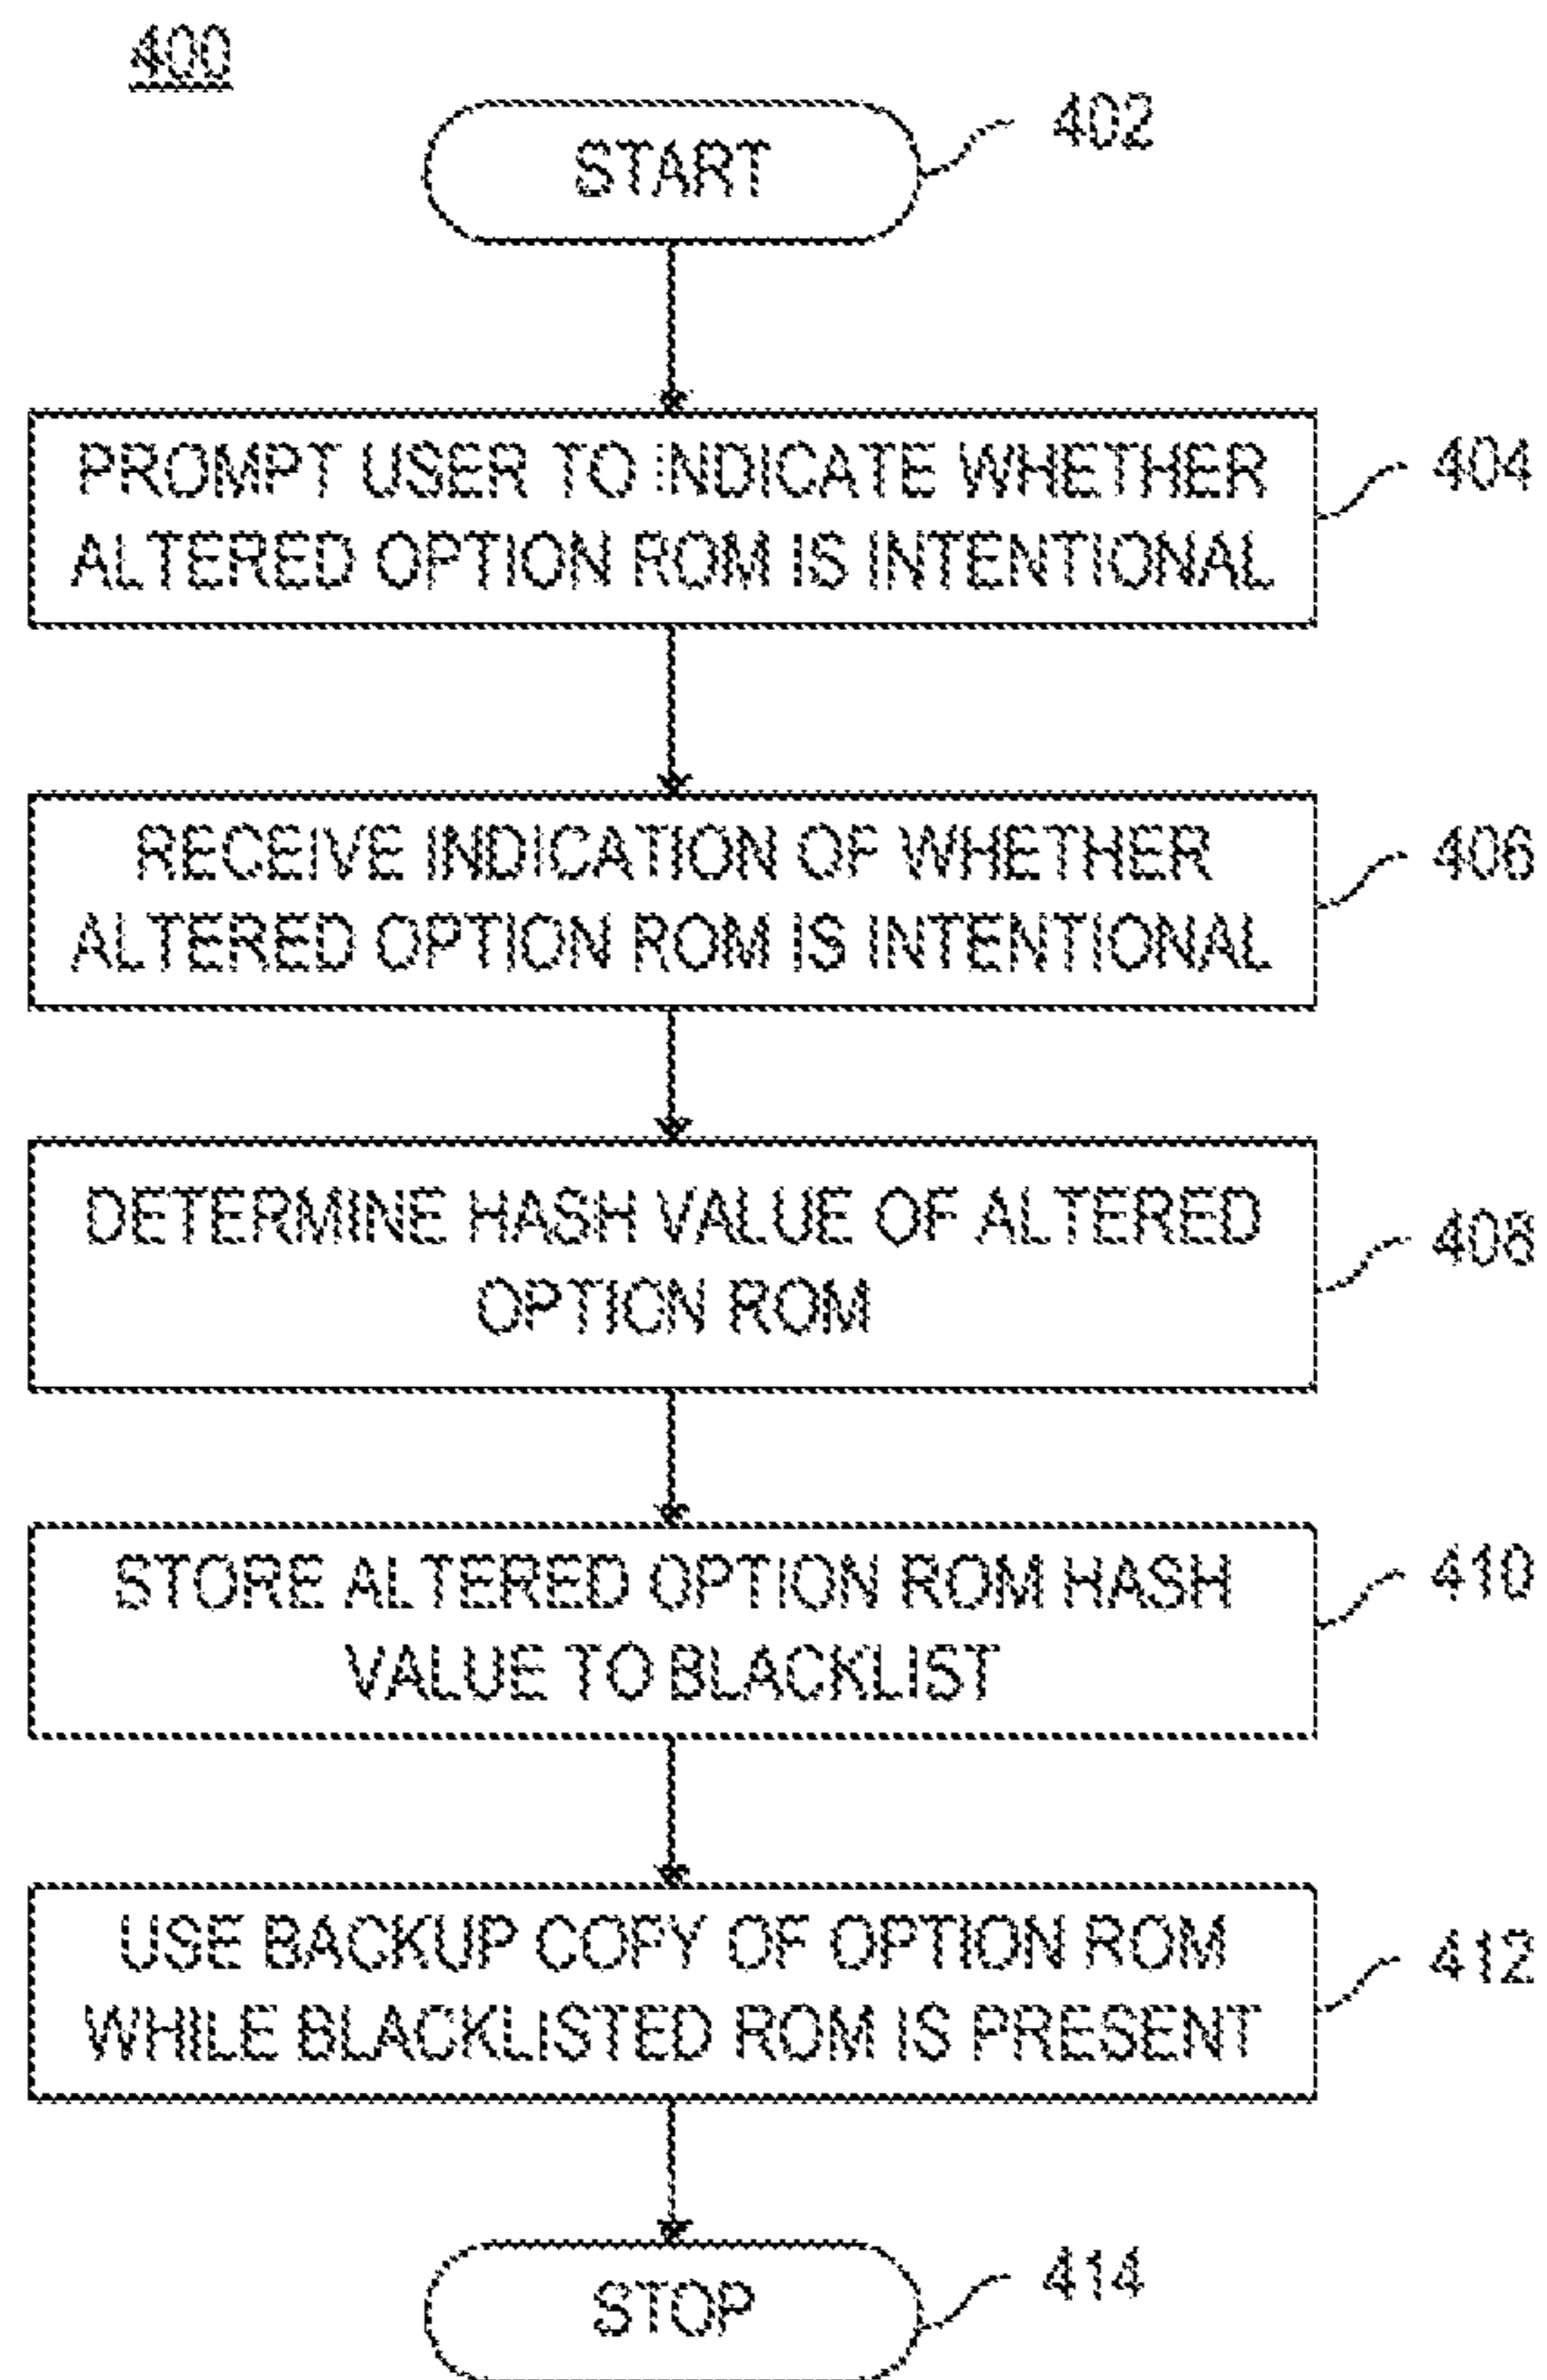 400
START
402
PROMPT USER TO INDICATE WHETHER
ALTERED OPTION ROM IS INTENTIONAL
404
RECEIVE INDICATION OF WHETHER
ALTERED OPTION ROM IS INTENTIONAL
406
DETERMINE HASH VALUE OF ALTERED
OPTION ROM
408
STORE ALTERED OPTION ROM HASH
VALUE TO BLACKLIST
410
USE BACKUP COPY OF OPTION ROM
WHILE BLACKLISTED ROM IS PRESENT
412
STOP
414